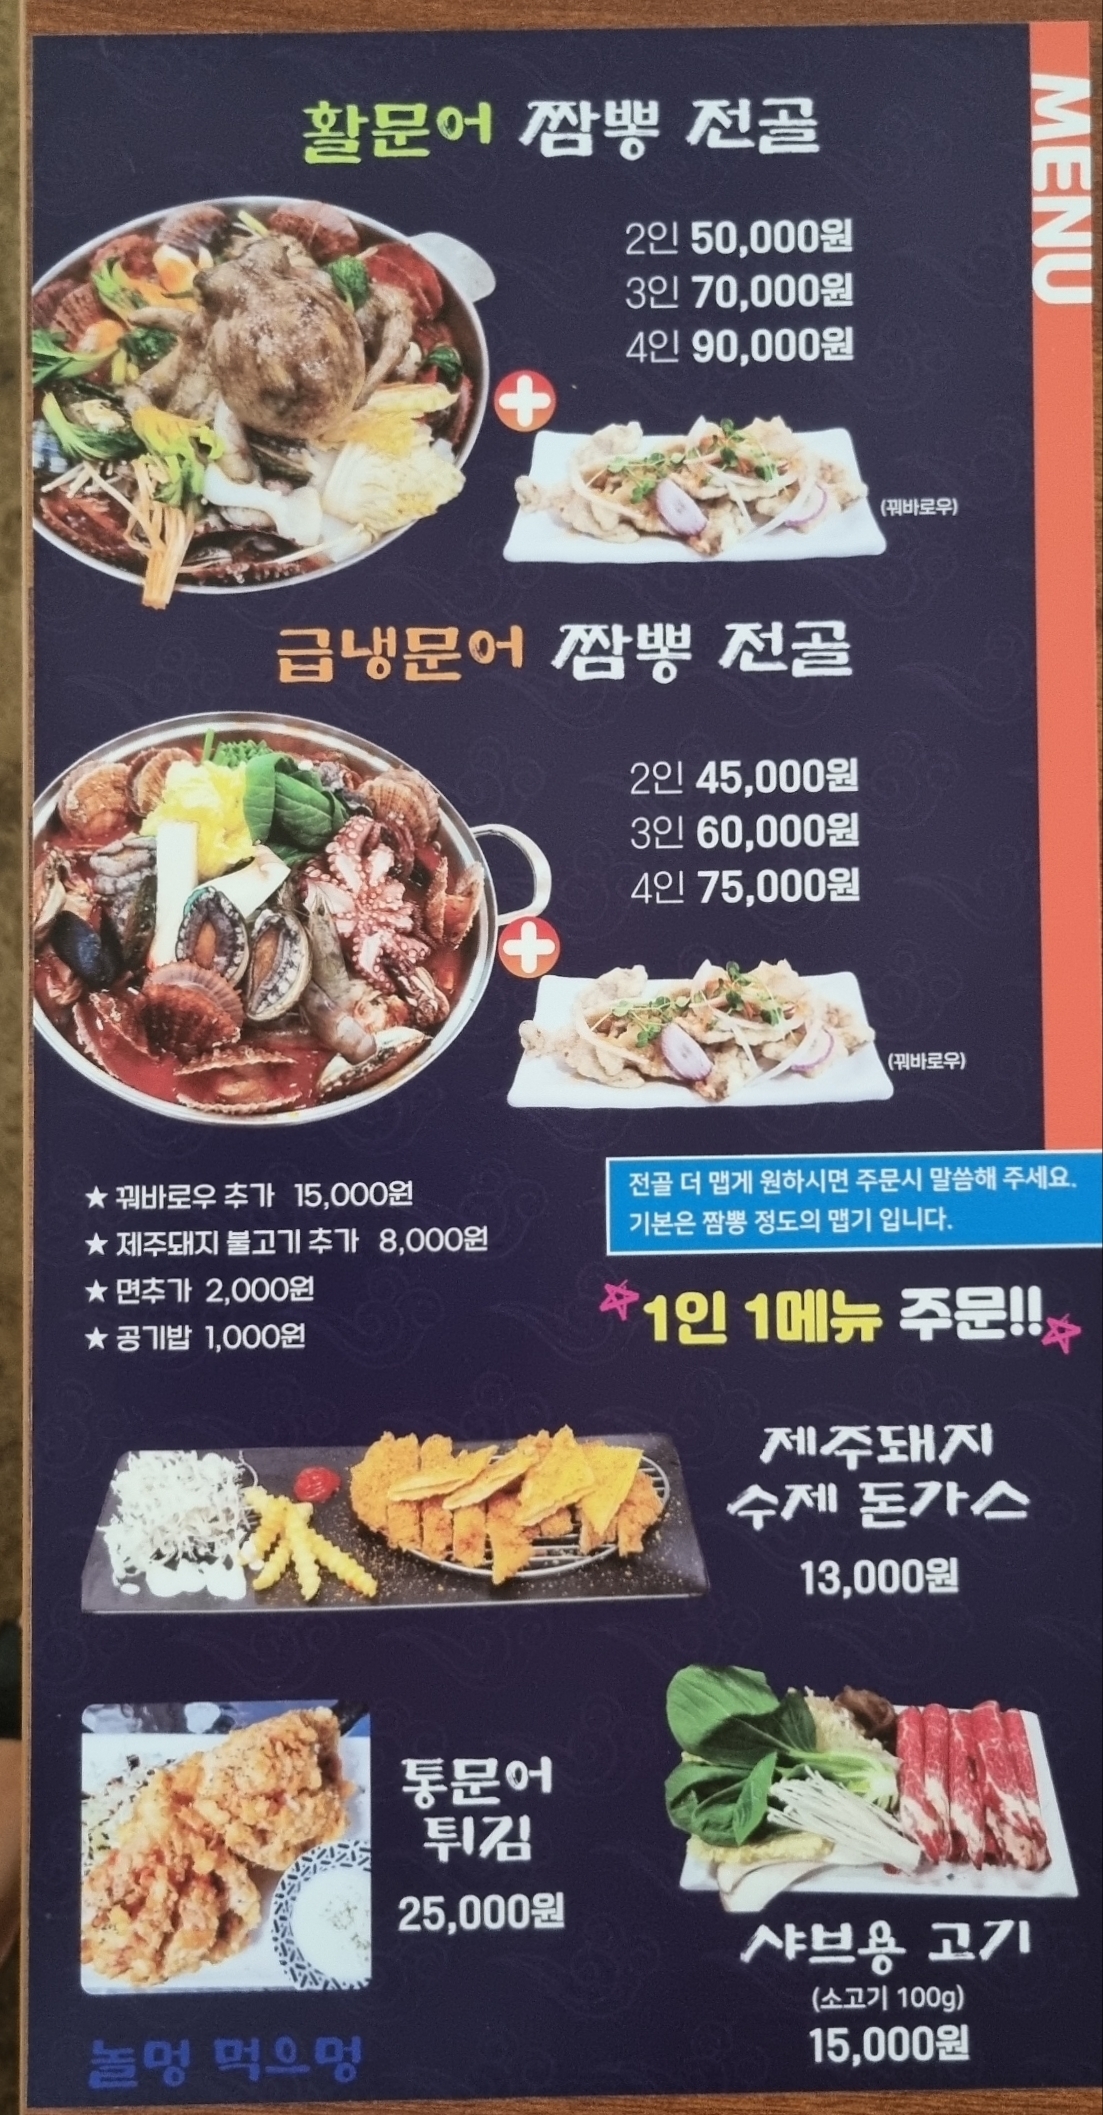 MENU
활문어 짬뽕 전골
2인 50,000원
3인 70,000원
4인 90,000원
(꿔바로우)
급냉문어 짬뽕 전골
2인 45,000원
3인 60,000원
4인 75,000원
(꿔바로우)
★ 꿔바로우 추가 15,000원
★ 제주돼지 불고기 추가 8,000원
★ 면추가 2,000원
★ 공기밥 1,000원
전골 더 맵게 원하시면 주문시 말씀해 주세요.
기본은 짬뽕 정도의 맵기 입니다.
1인 1메뉴 주문!!
제주돼지
수제 돈가스
13,000원
통문어
튀김
25,000원
샤브용 고기
(소고기 100g)
15,000원
놀멍 먹으멍